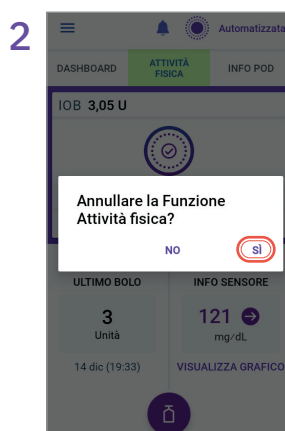 2
Automatizzata
DASHBOARD
ATTIVITÀ
FISICA
INFO POD
IOB 3,05 U
Annullare la Funzione
Attività fisica?
NO
SÌ
ULTIMO BOLO
INFO SENSORE
3
Unità
121
mg/dL
14 dic (19:33)
VISUALIZZA GRAFICO